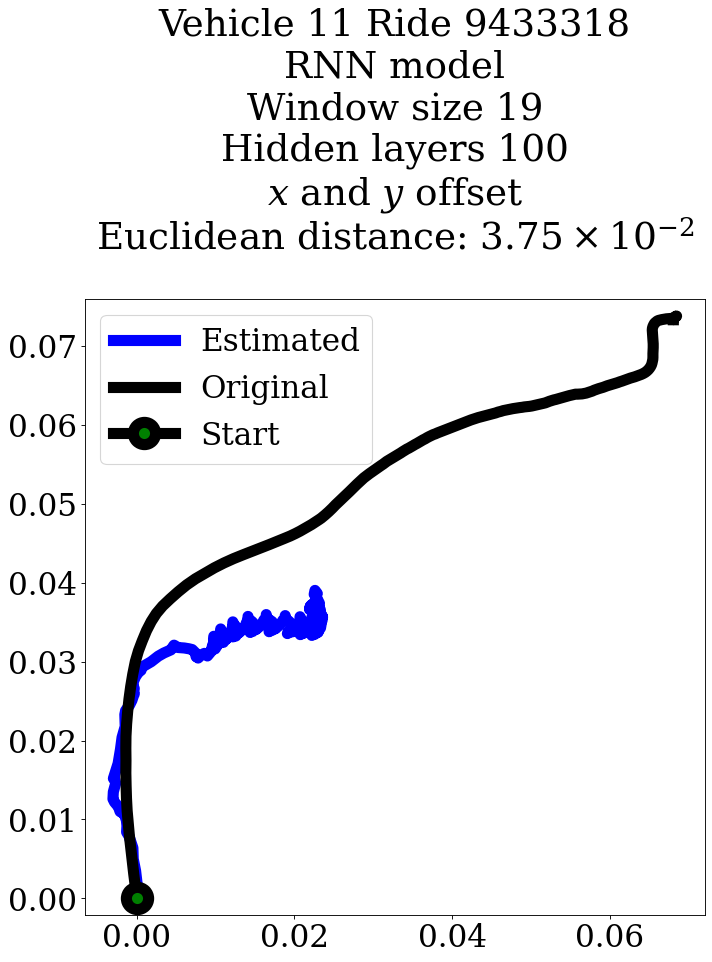 Vehicle 11 Ride 9433318
RNN model
Window size 19
Hidden layers 100
x and y offset
Euclidean distance: 3.75 × 10⁻²
Estimated
Original
Start
0.07
0.06
0.05
0.04
0.03
0.02
0.01
0.00
0.00 0.02 0.04 0.06